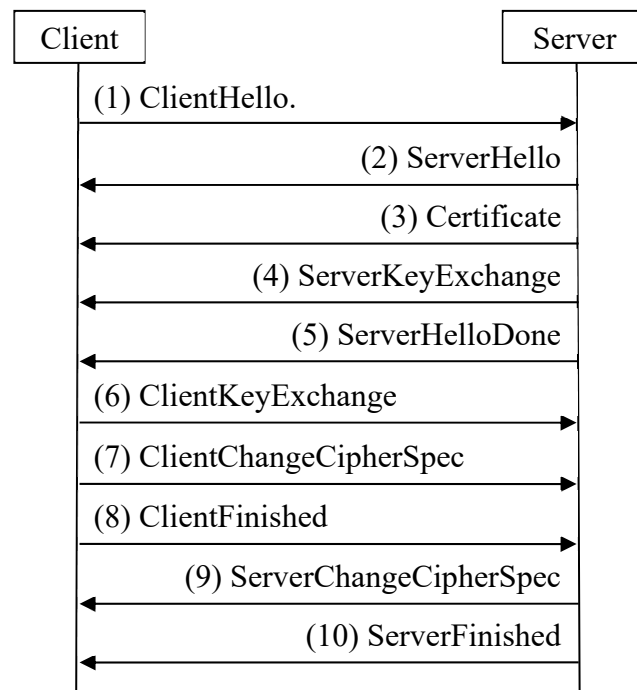 Client
Server
(1) ClientHello.
(2) ServerHello
(3) Certificate
(4) ServerKeyExchange
(5) ServerHelloDone
(6) ClientKeyExchange
(7) ClientChangeCipherSpec
(8) ClientFinished
(9) ServerChangeCipherSpec
(10) ServerFinished